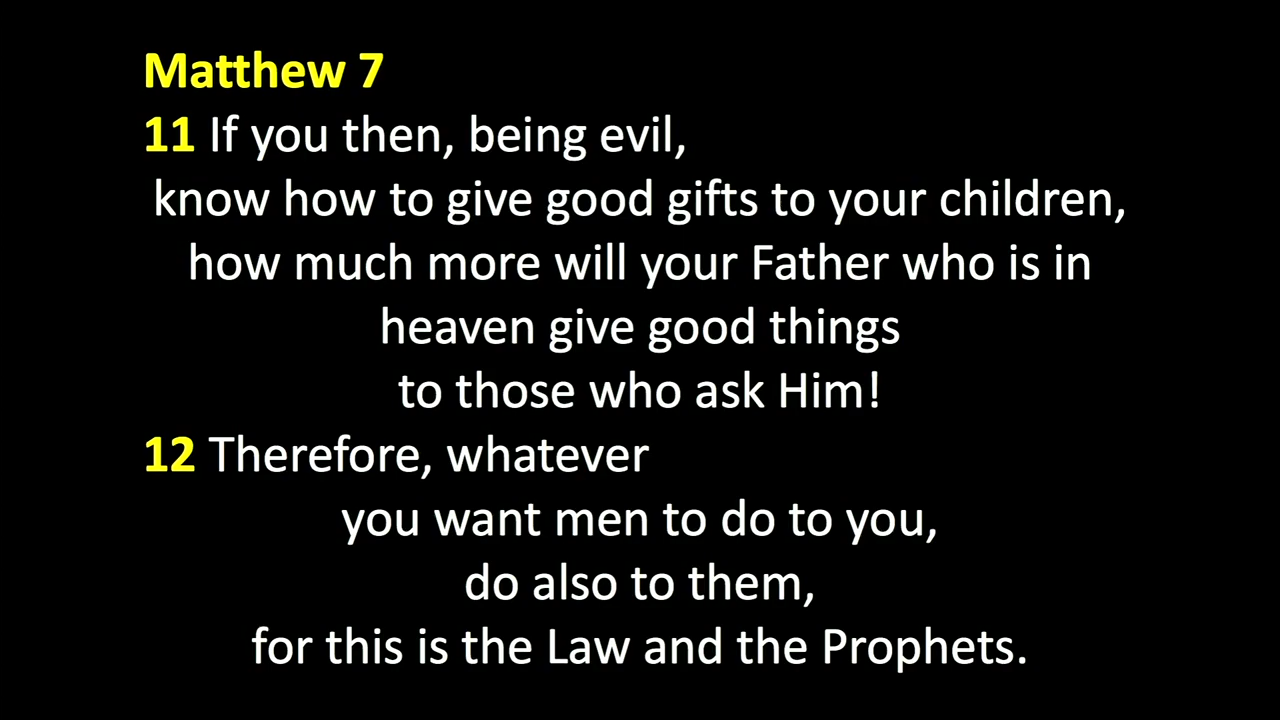 Matthew 7
11 If you then, being evil,
know how to give good gifts to your children,
how much more will your Father who is in
heaven give good things
to those who ask Him!
12 Therefore, whatever
you want men to do to you,
do also to them,
for this is the Law and the Prophets.